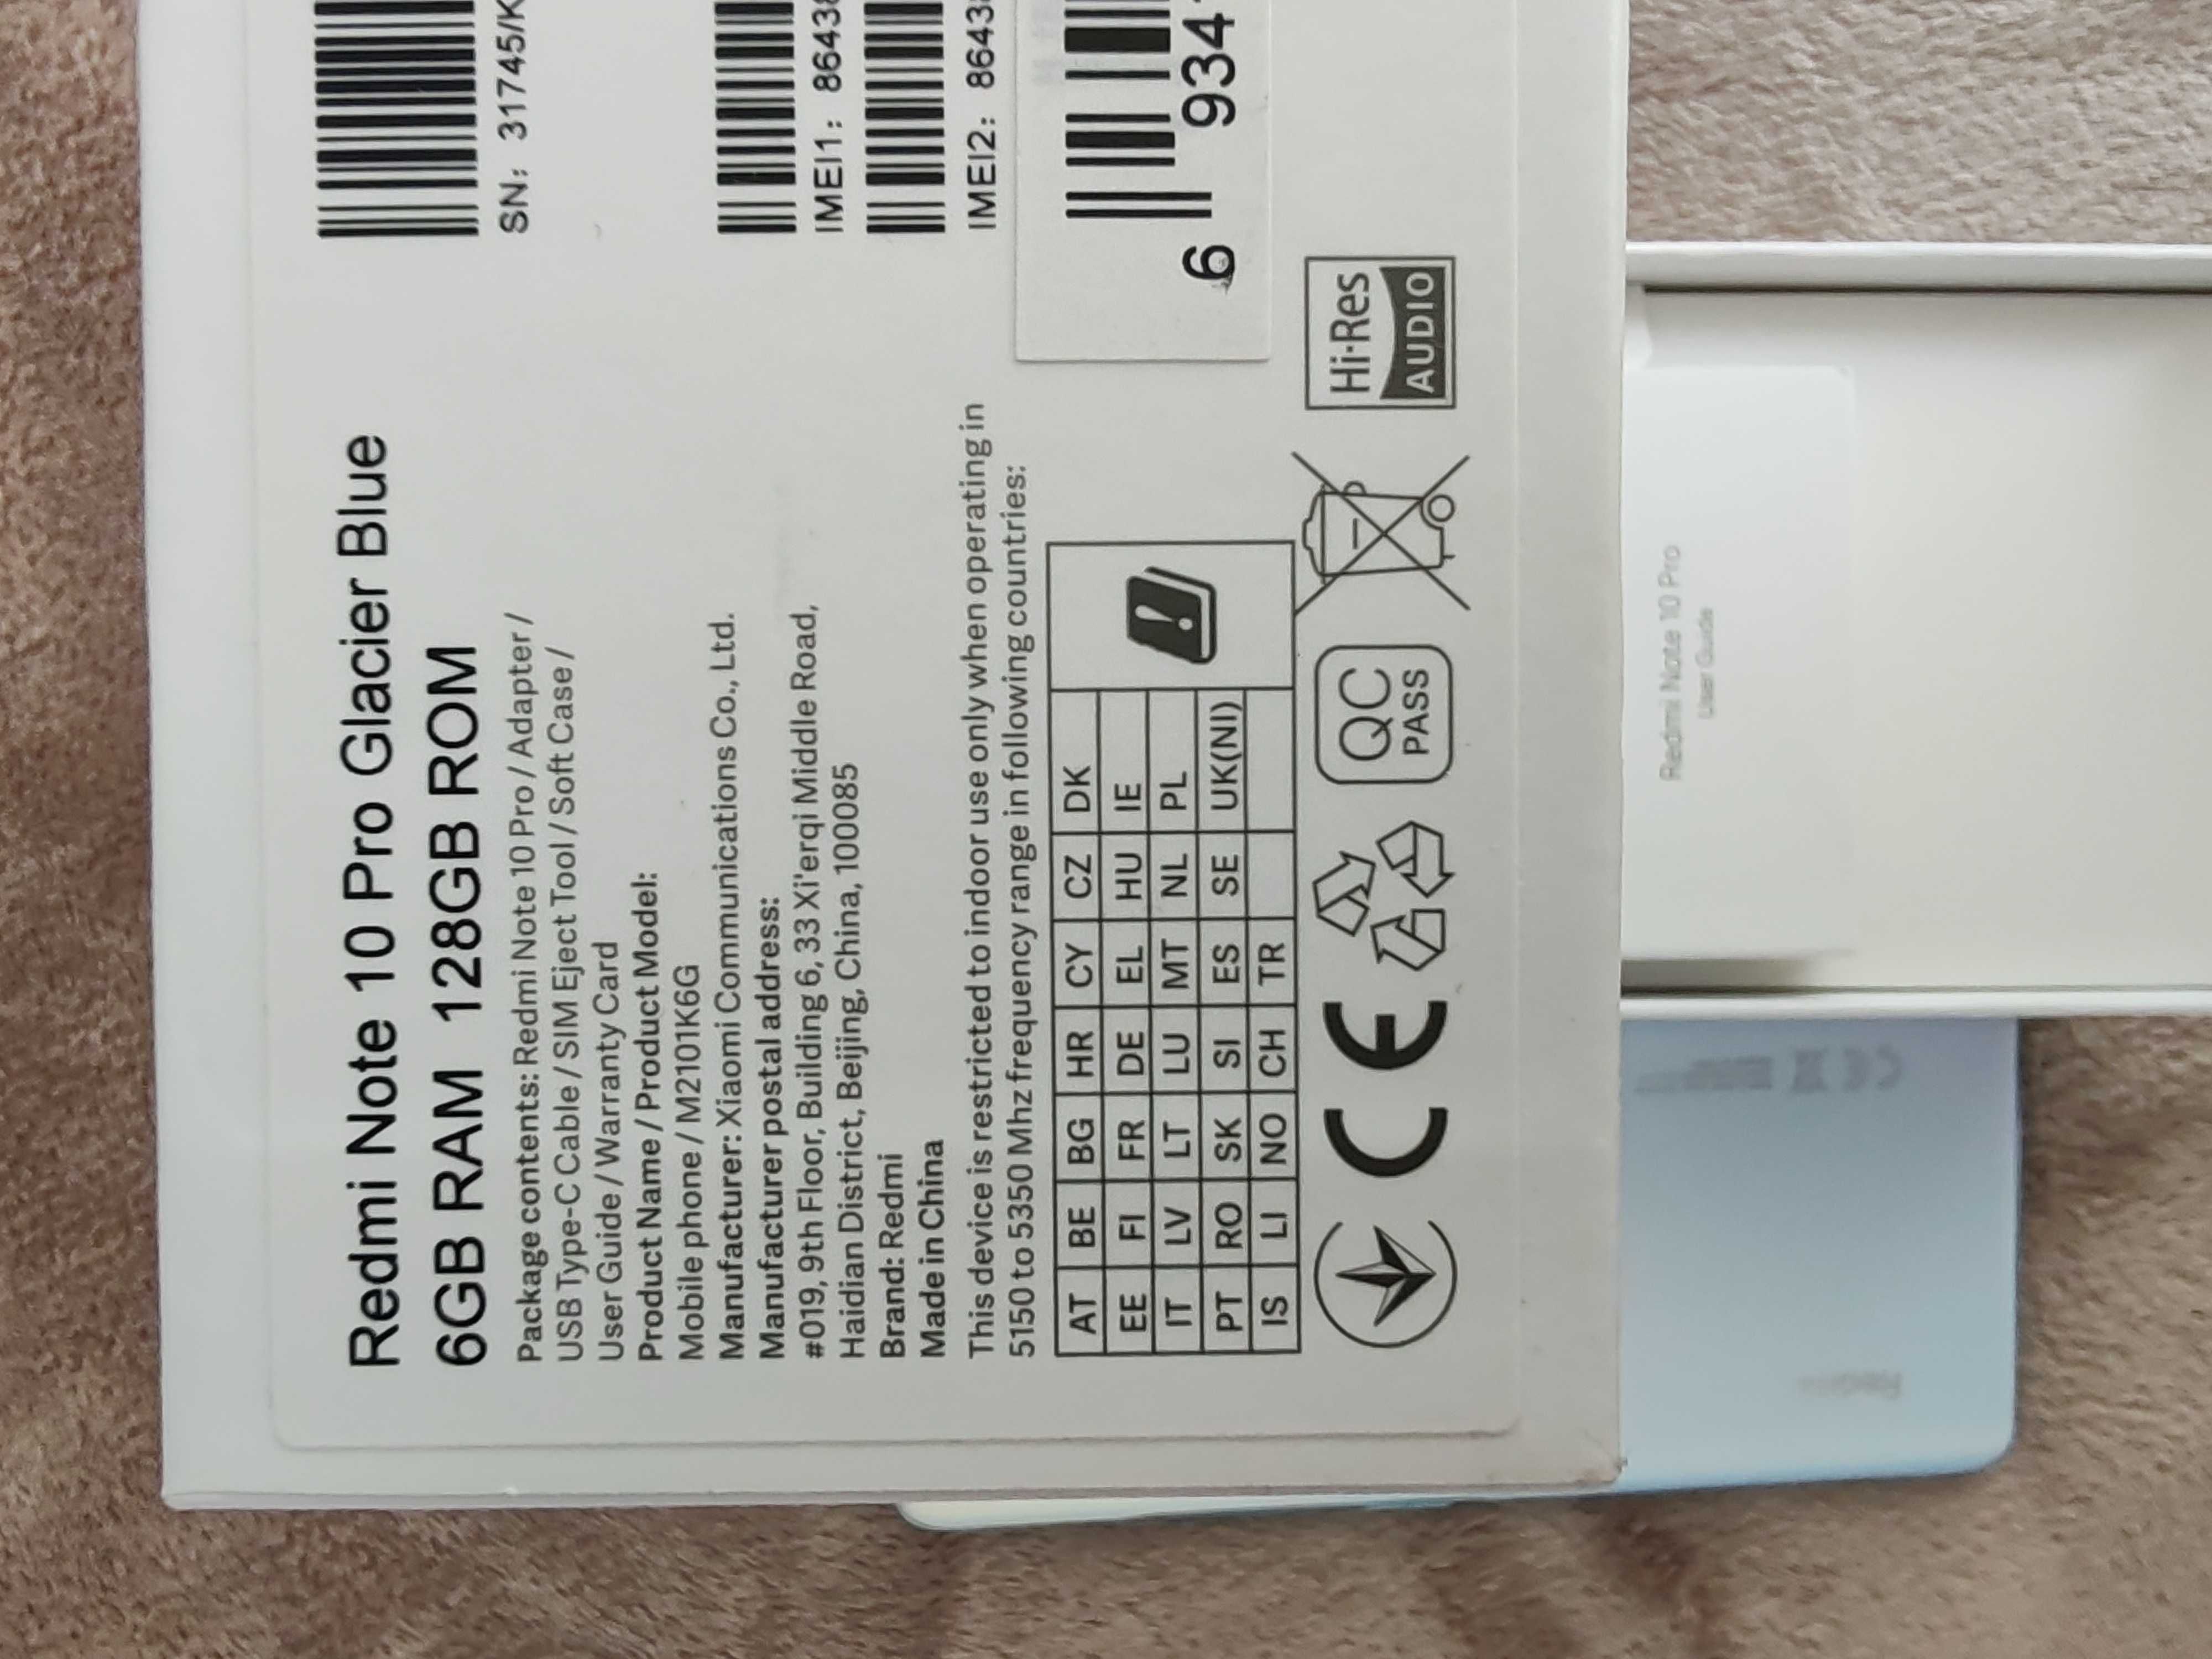 Redmi Note 10 Pro Glacier Blue
6GB RAM 128GB ROM
Package contents: Redmi Note 10 Pro / Adapter /
USB Type-C Cable / SIM Eject Tool / Soft Case /
User Guide / Warranty Card
Product Name / Product Model:
Mobile phone / M2101K6G
Manufacturer: Xiaomi Communications Co., Ltd.
Manufacturer postal address:
#019, 9th Floor, Building 6, 33 Xi'erqi Middle Road,
Haidian District, Beijing, China, 100085
Brand: Redmi
Made in China
This device is restricted to indoor use only when operating in
5150 to 5350 Mhz frequency range in following countries:
AT BE BG HR CY CZ DK
EE FI FR DE EL HU IE
IT LV LT LU MT NL PL
PT RO SK SI ES SE UK(NI)
IS LI NO CH TR
CE
QC
PASS
Hi-Res
AUDIO
SN: 31745/K
IMEI1: 8643
IMEI2: 8643
6 934
Redmi Note 10 Pro
User Guide
Redmi
CE